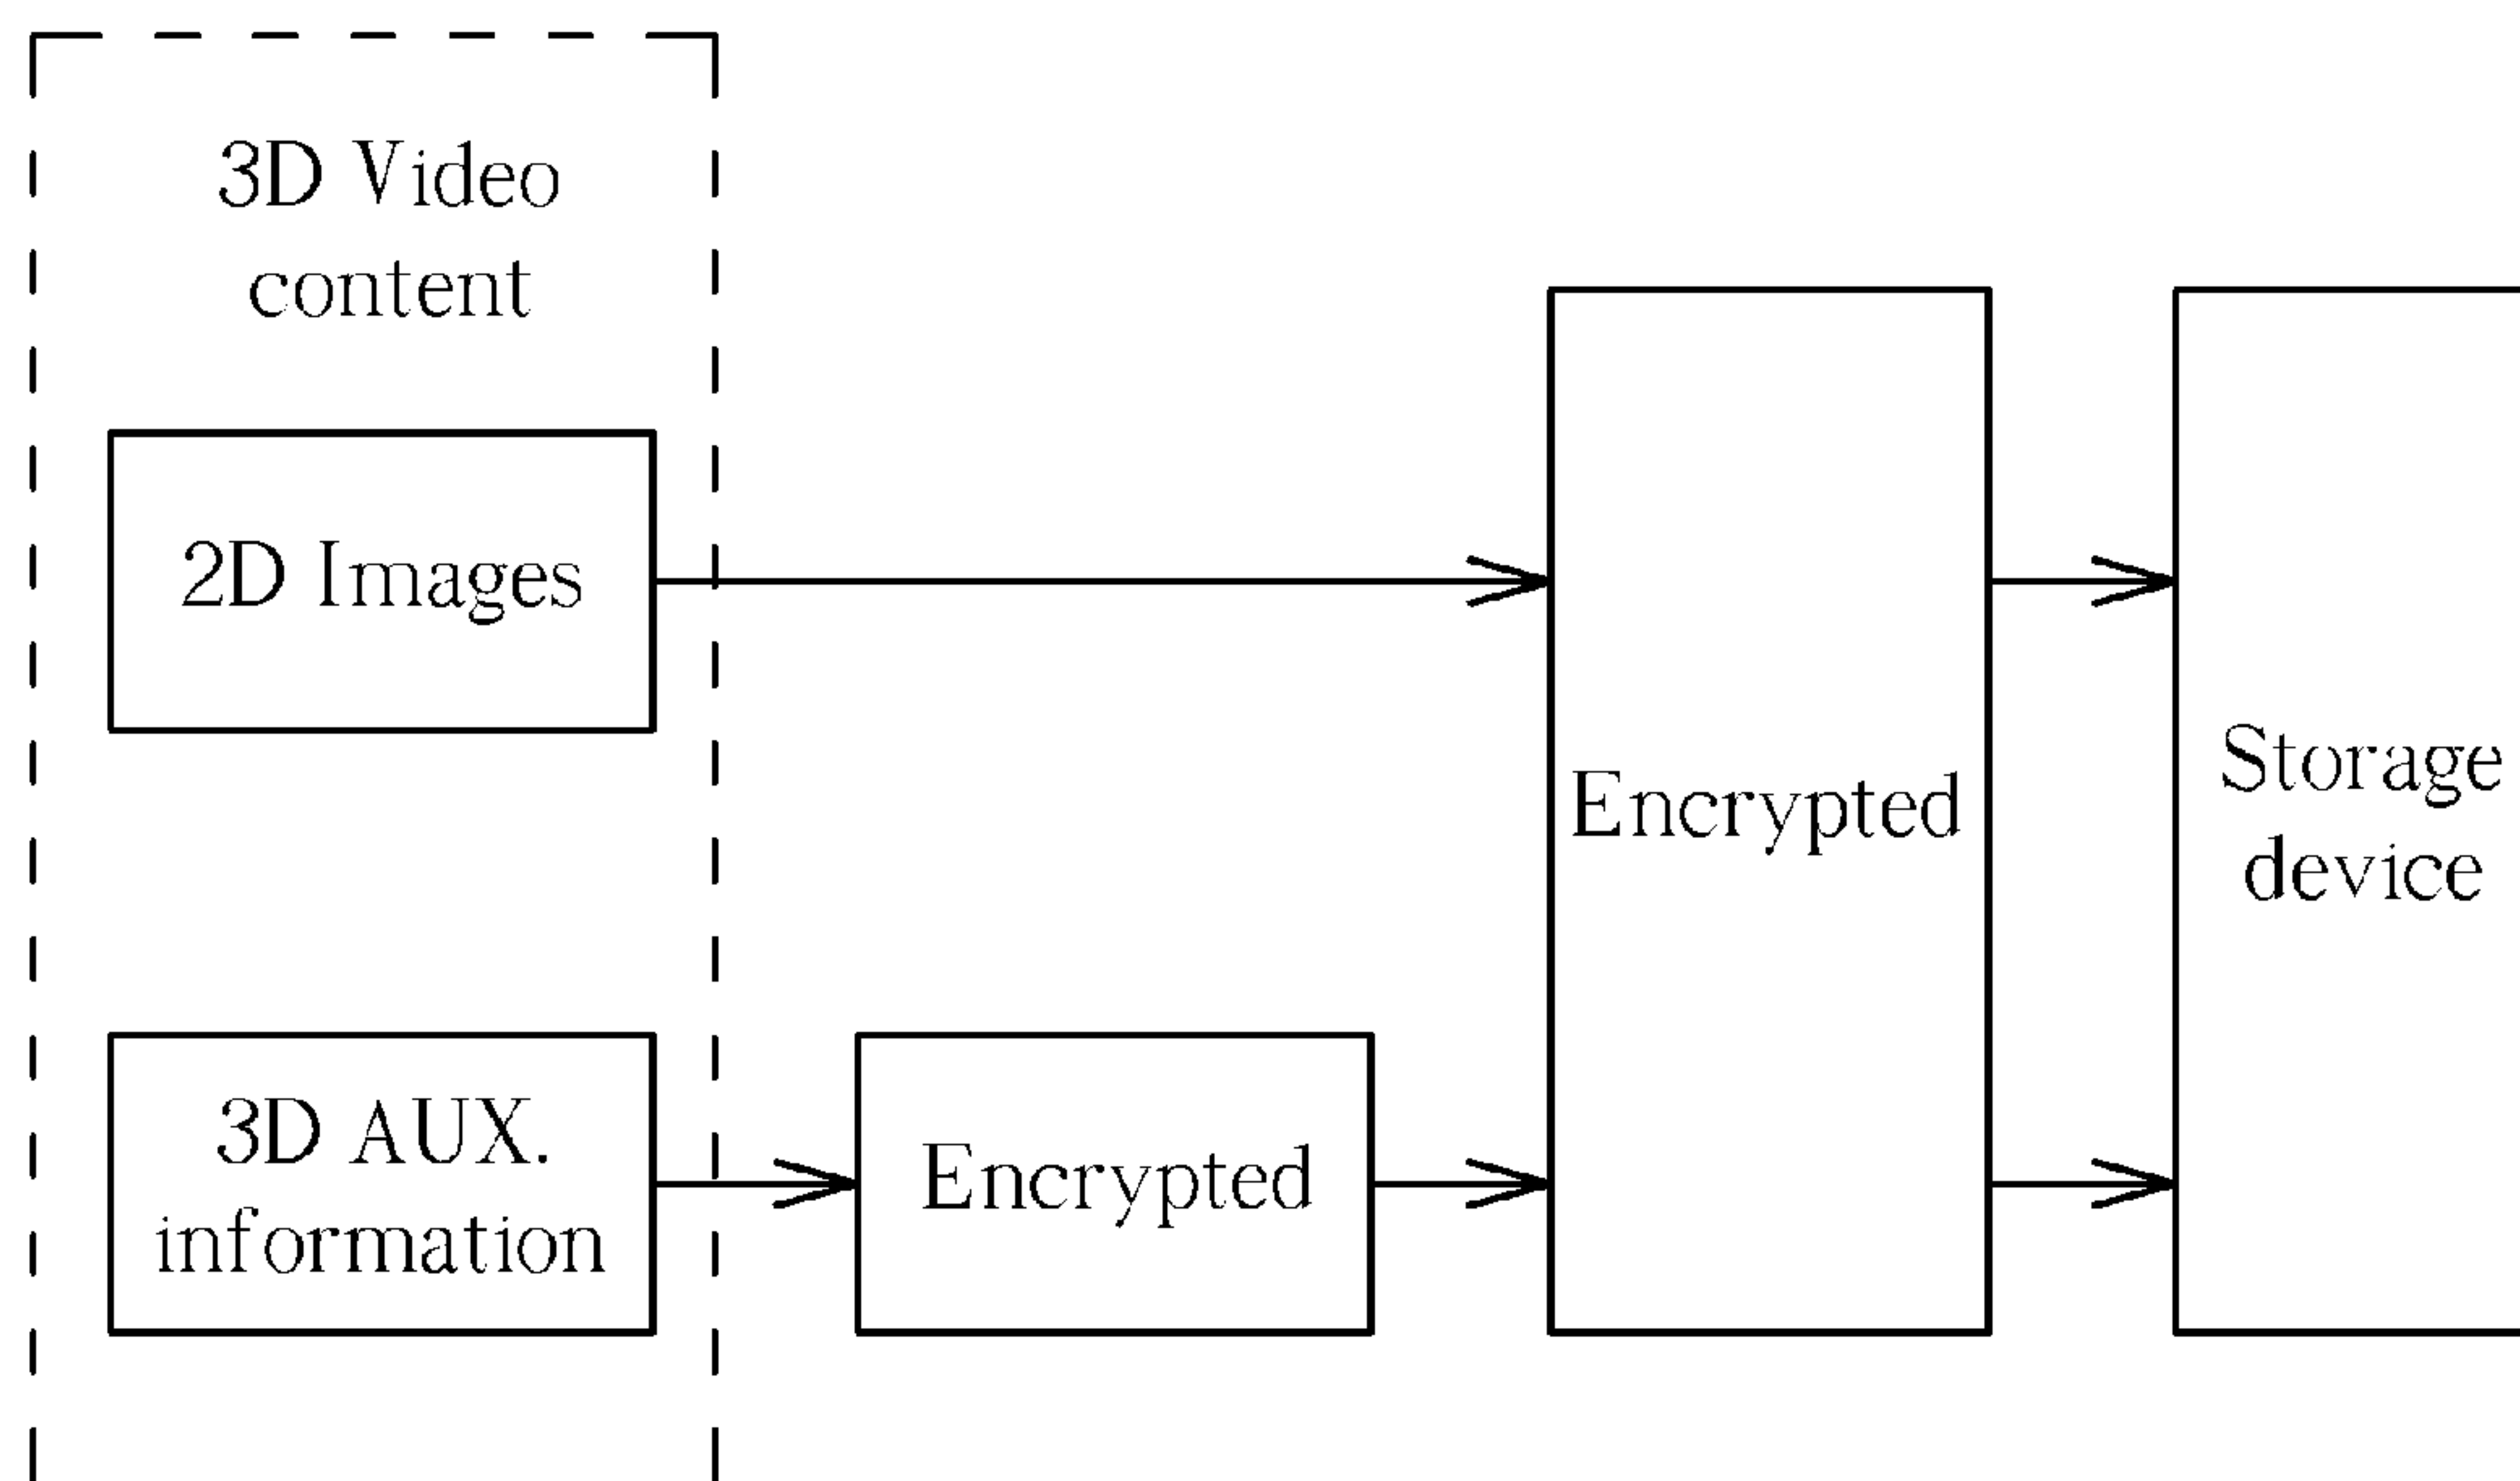 3D Video
content
2D Images
3D AUX.
information
Encrypted
Encrypted
Storage
device